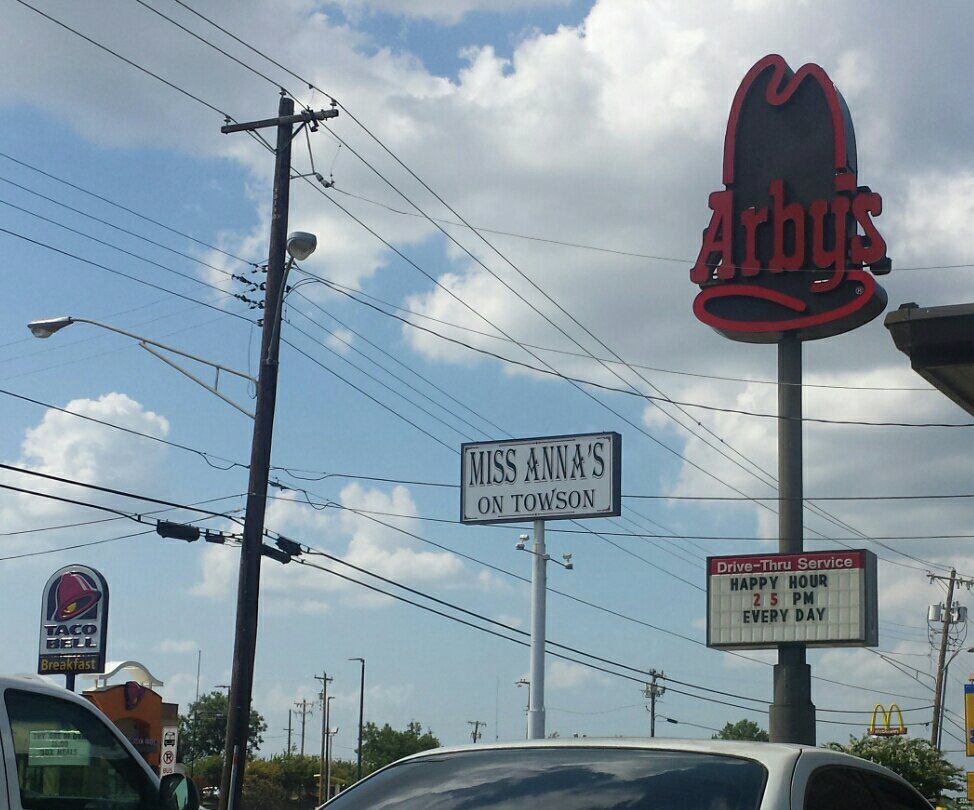 Arby's
®
MISS ANNA'S
ON TOWSON
Drive-Thru Service
HAPPY HOUR
2 5 PM
EVERY DAY
TACO
BELL
Breakfast